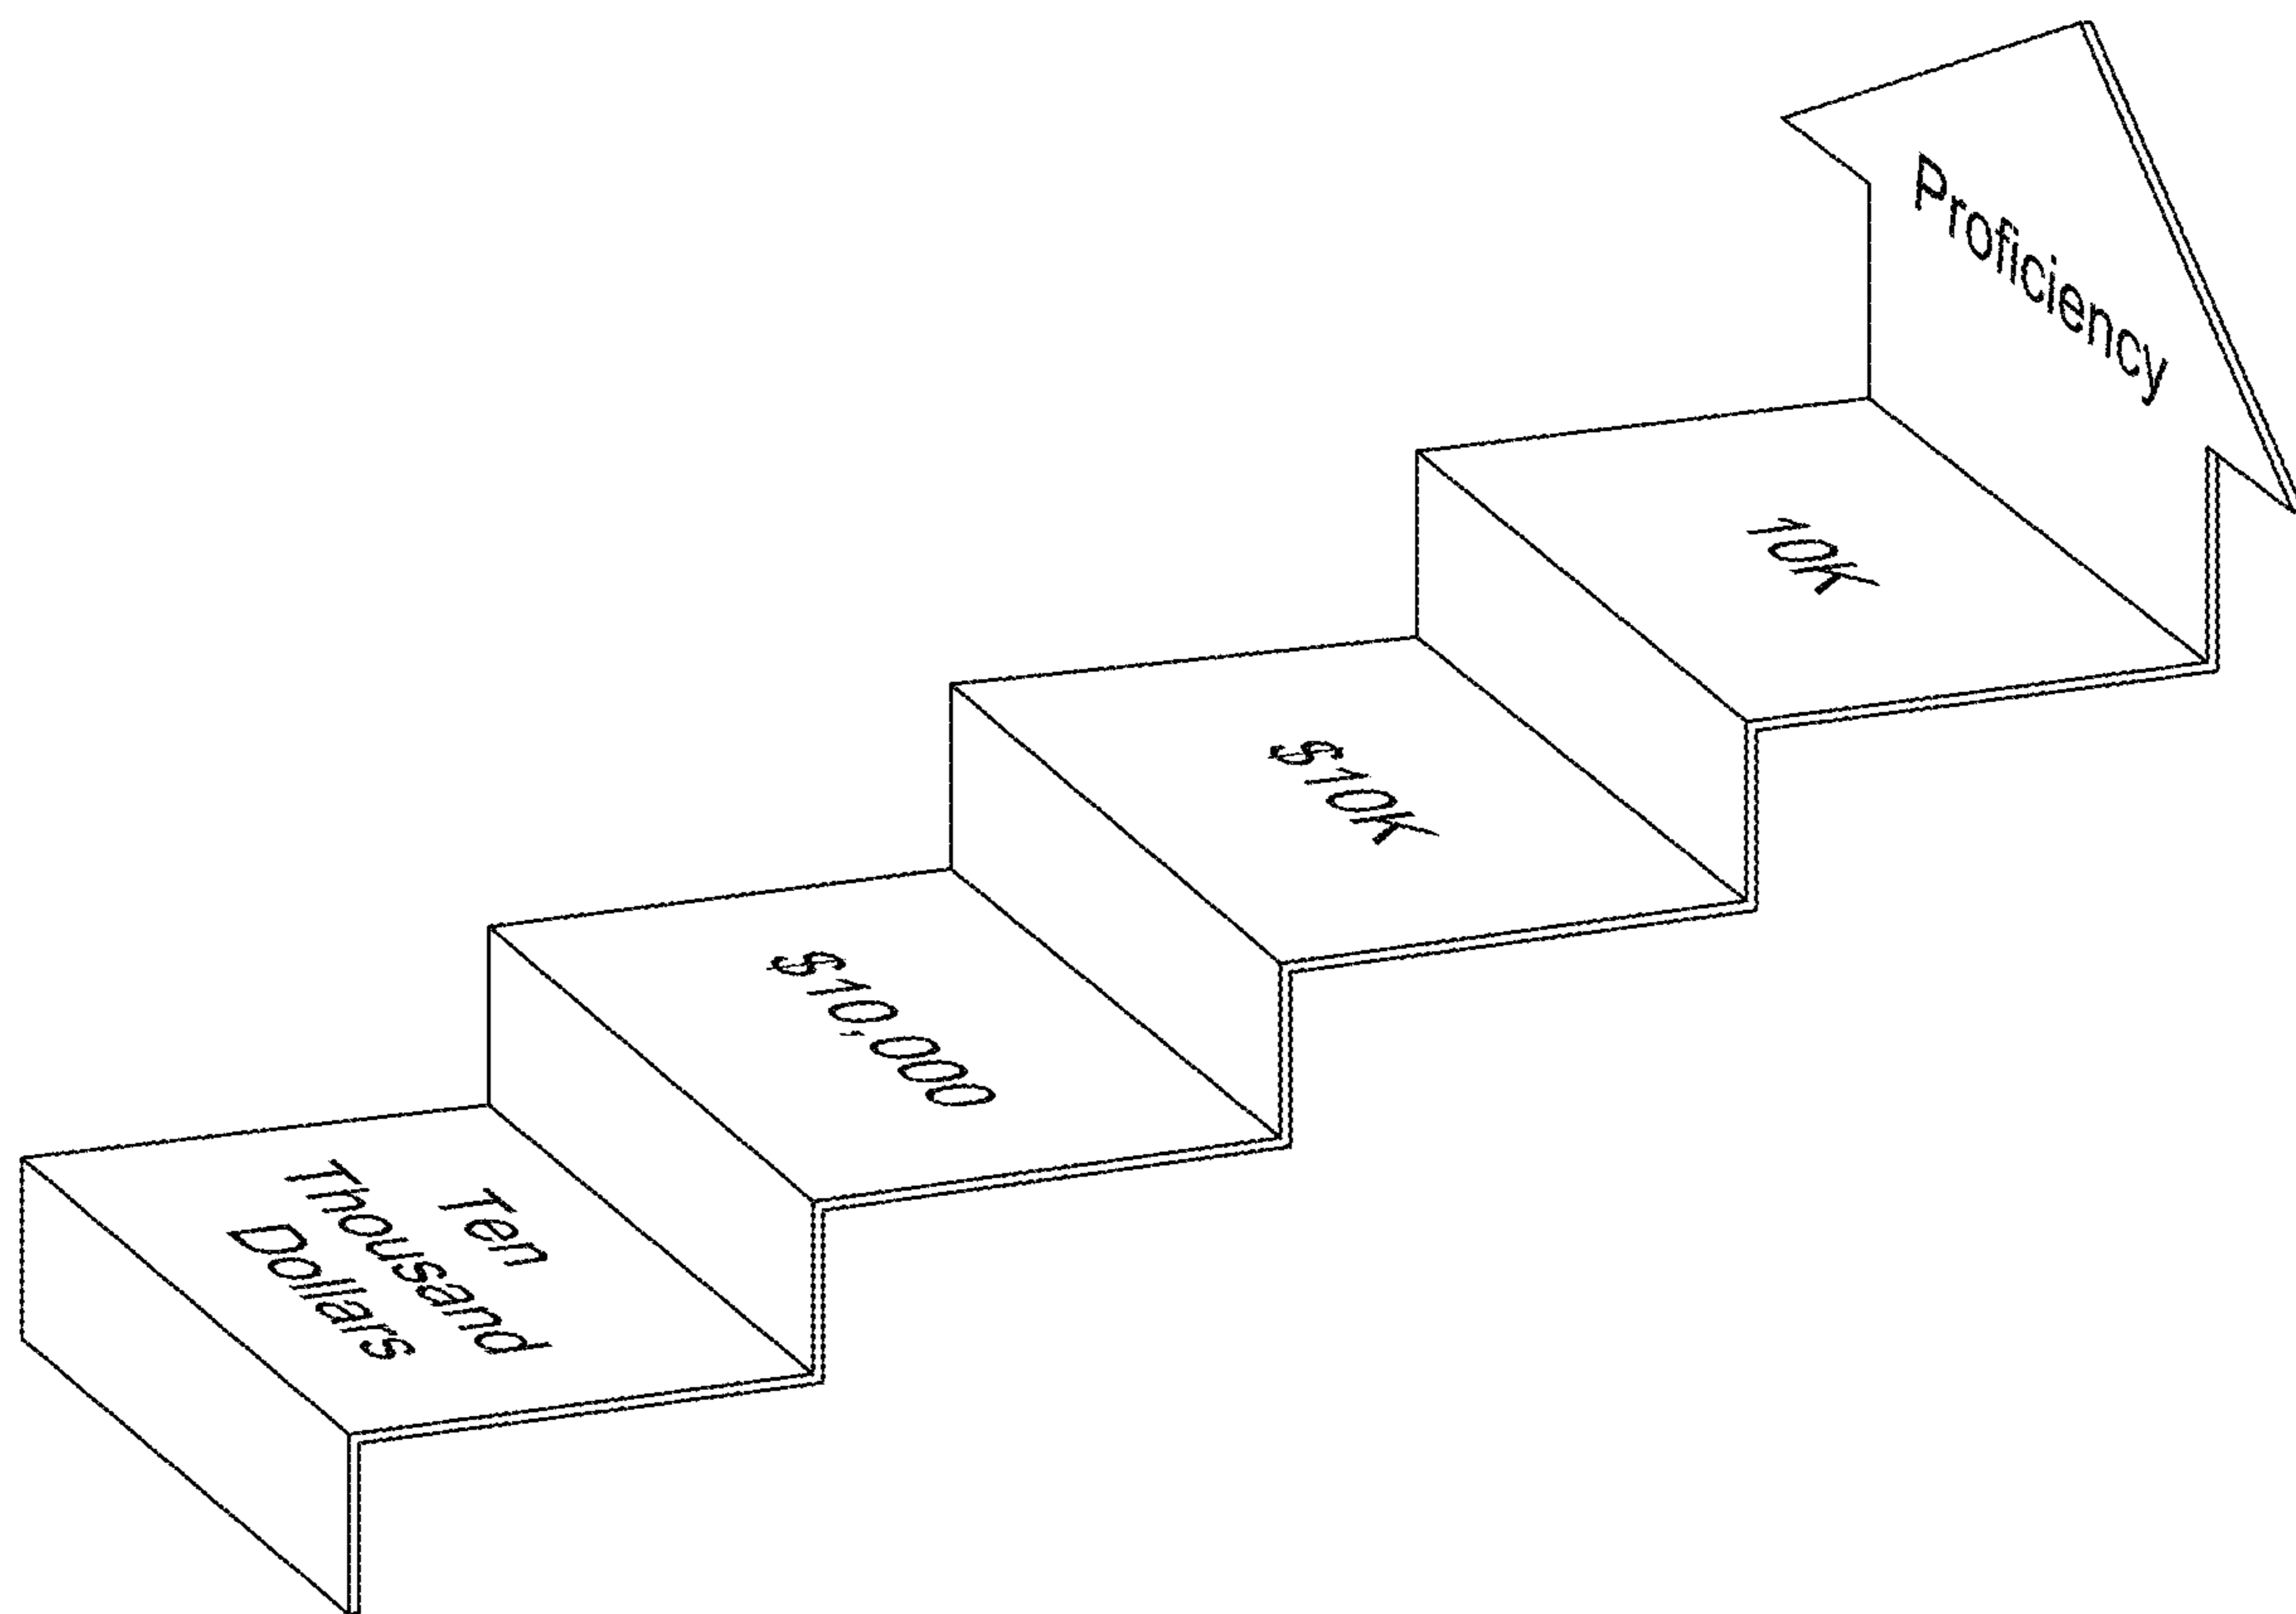 Proficiency
10K
$10K
$10,000
Ten
Thousand
Dollars